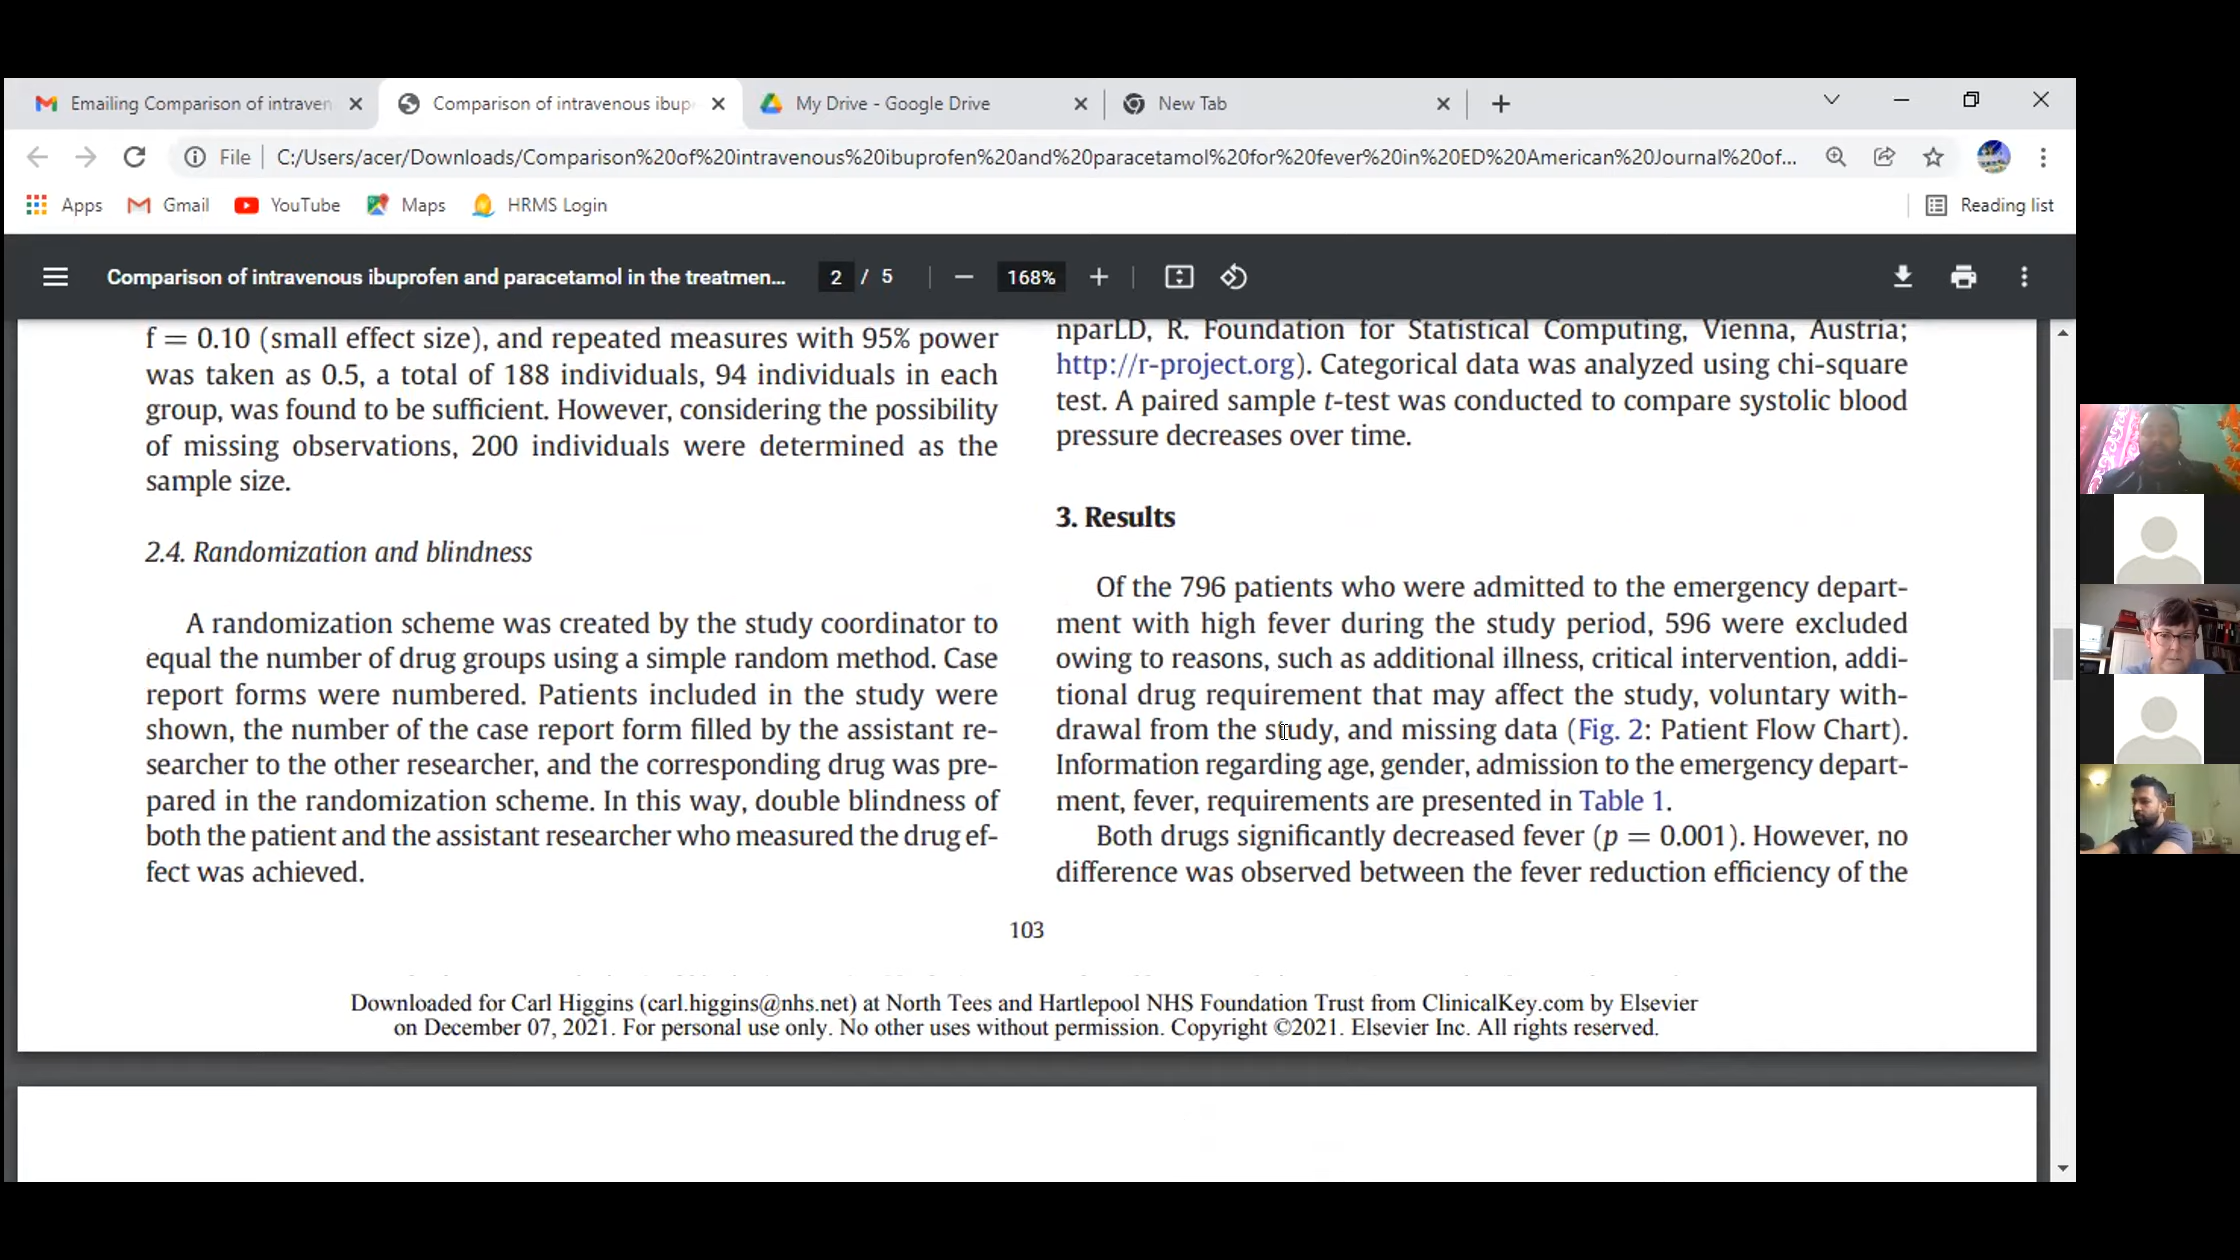 Emailing Comparison of intraven
Comparison of intravenous ibup
My Drive - Google Drive
New Tab
File
C:/Users/acer/Downloads/Comparison%20of%20intravenous%20ibuprofen%20and%20paracetamol%20for%20fever%20in%20ED%20American%20Journal%20of...
Apps
Gmail
YouTube
Maps
HRMS Login
Reading list
Comparison of intravenous ibuprofen and paracetamol in the treatmen...
2 / 5
168%
f = 0.10 (small effect size), and repeated measures with 95% power
was taken as 0.5, a total of 188 individuals, 94 individuals in each
group, was found to be sufficient. However, considering the possibility
of missing observations, 200 individuals were determined as the
sample size.
2.4. Randomization and blindness
A randomization scheme was created by the study coordinator to
equal the number of drug groups using a simple random method. Case
report forms were numbered. Patients included in the study were
shown, the number of the case report form filled by the assistant re-
searcher to the other researcher, and the corresponding drug was pre-
pared in the randomization scheme. In this way, double blindness of
both the patient and the assistant researcher who measured the drug ef-
fect was achieved.
nparLD, R. Foundation for Statistical Computing, Vienna, Austria;
http://r-project.org). Categorical data was analyzed using chi-square
test. A paired sample t-test was conducted to compare systolic blood
pressure decreases over time.
3. Results
Of the 796 patients who were admitted to the emergency depart-
ment with high fever during the study period, 596 were excluded
owing to reasons, such as additional illness, critical intervention, addi-
tional drug requirement that may affect the study, voluntary with-
drawal from the study, and missing data (Fig. 2: Patient Flow Chart).
Information regarding age, gender, admission to the emergency depart-
ment, fever, requirements are presented in Table 1.
Both drugs significantly decreased fever (p = 0.001). However, no
difference was observed between the fever reduction efficiency of the
103
Downloaded for Carl Higgins (carl.higgins@nhs.net) at North Tees and Hartlepool NHS Foundation Trust from ClinicalKey.com by Elsevier
on December 07, 2021. For personal use only. No other uses without permission. Copyright ©2021. Elsevier Inc. All rights reserved.